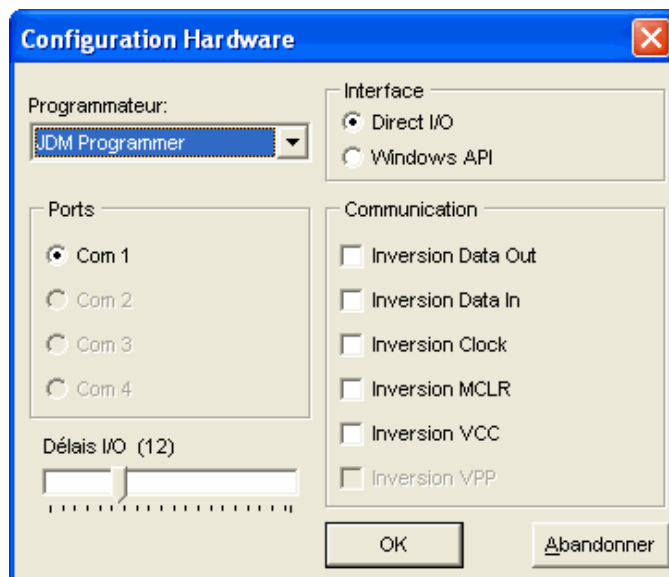 Configuration Hardware
Programmateur:
JDM Programmer
Interface
Direct I/O
Windows API
Ports
Com 1
Com 2
Com 3
Com 4
Communication
Inversion Data Out
Inversion Data In
Inversion Clock
Inversion MCLR
Inversion VCC
Inversion VPP
Délais I/O (12)
OK
Abandonner